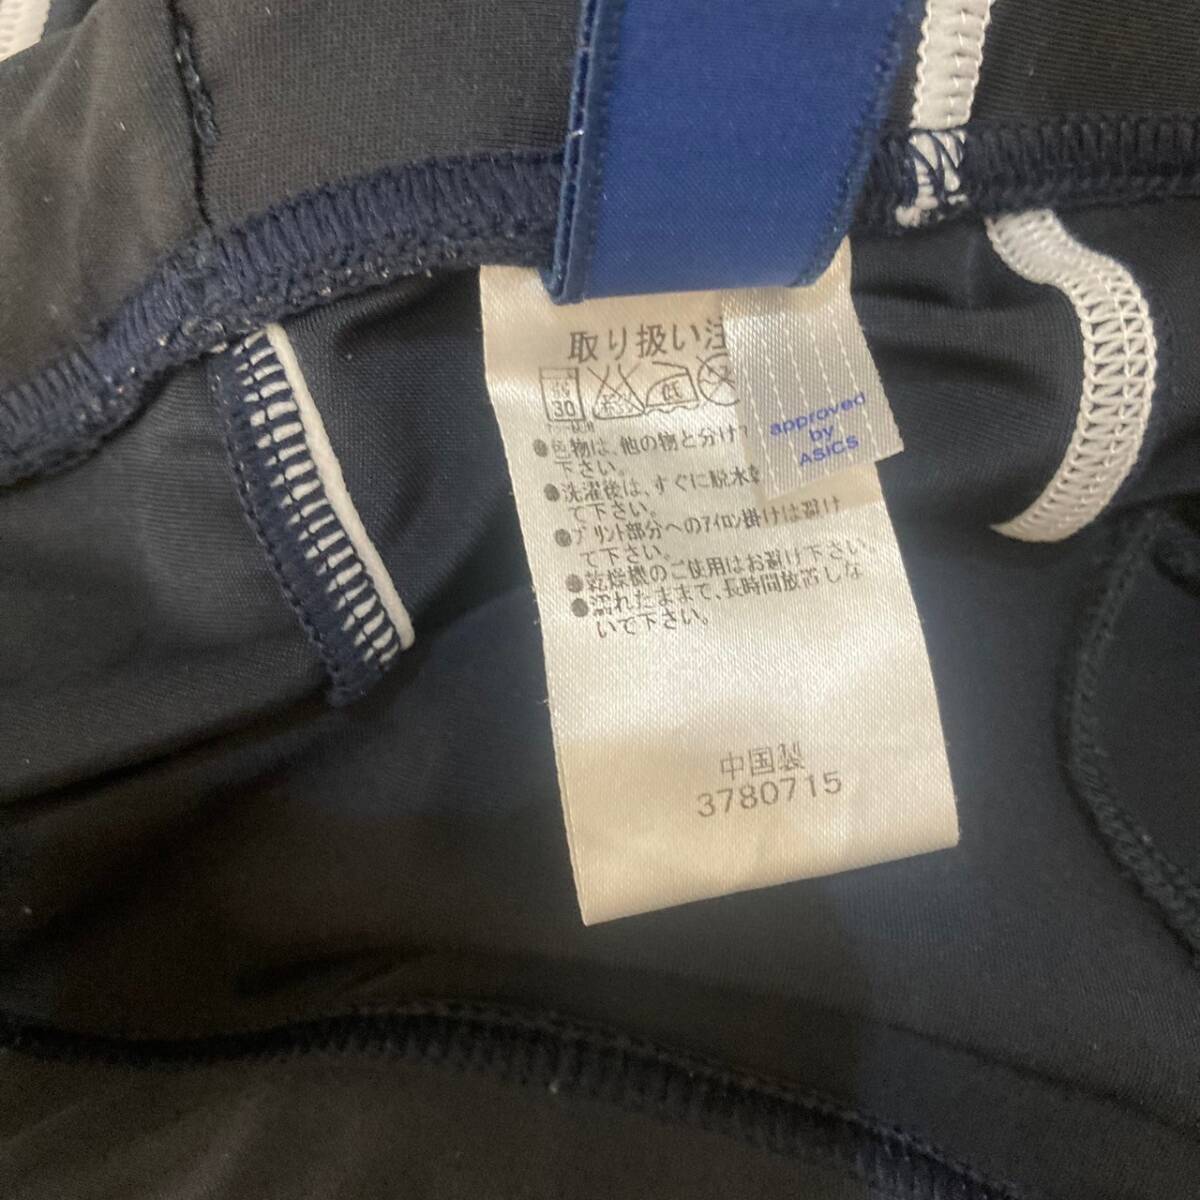 取り扱い注
30
低
●色物は、他の物と分け
下さい。
●洗濯後は、すぐに脱水
て下さい。
●プリント部分へのアイロン掛けは避け
て下さい。
●乾燥機のご使用はお避け下さい。
●濡れたままで、長時間放置しな
いで下さい。
中国製
3780715
approved
by
ASICS